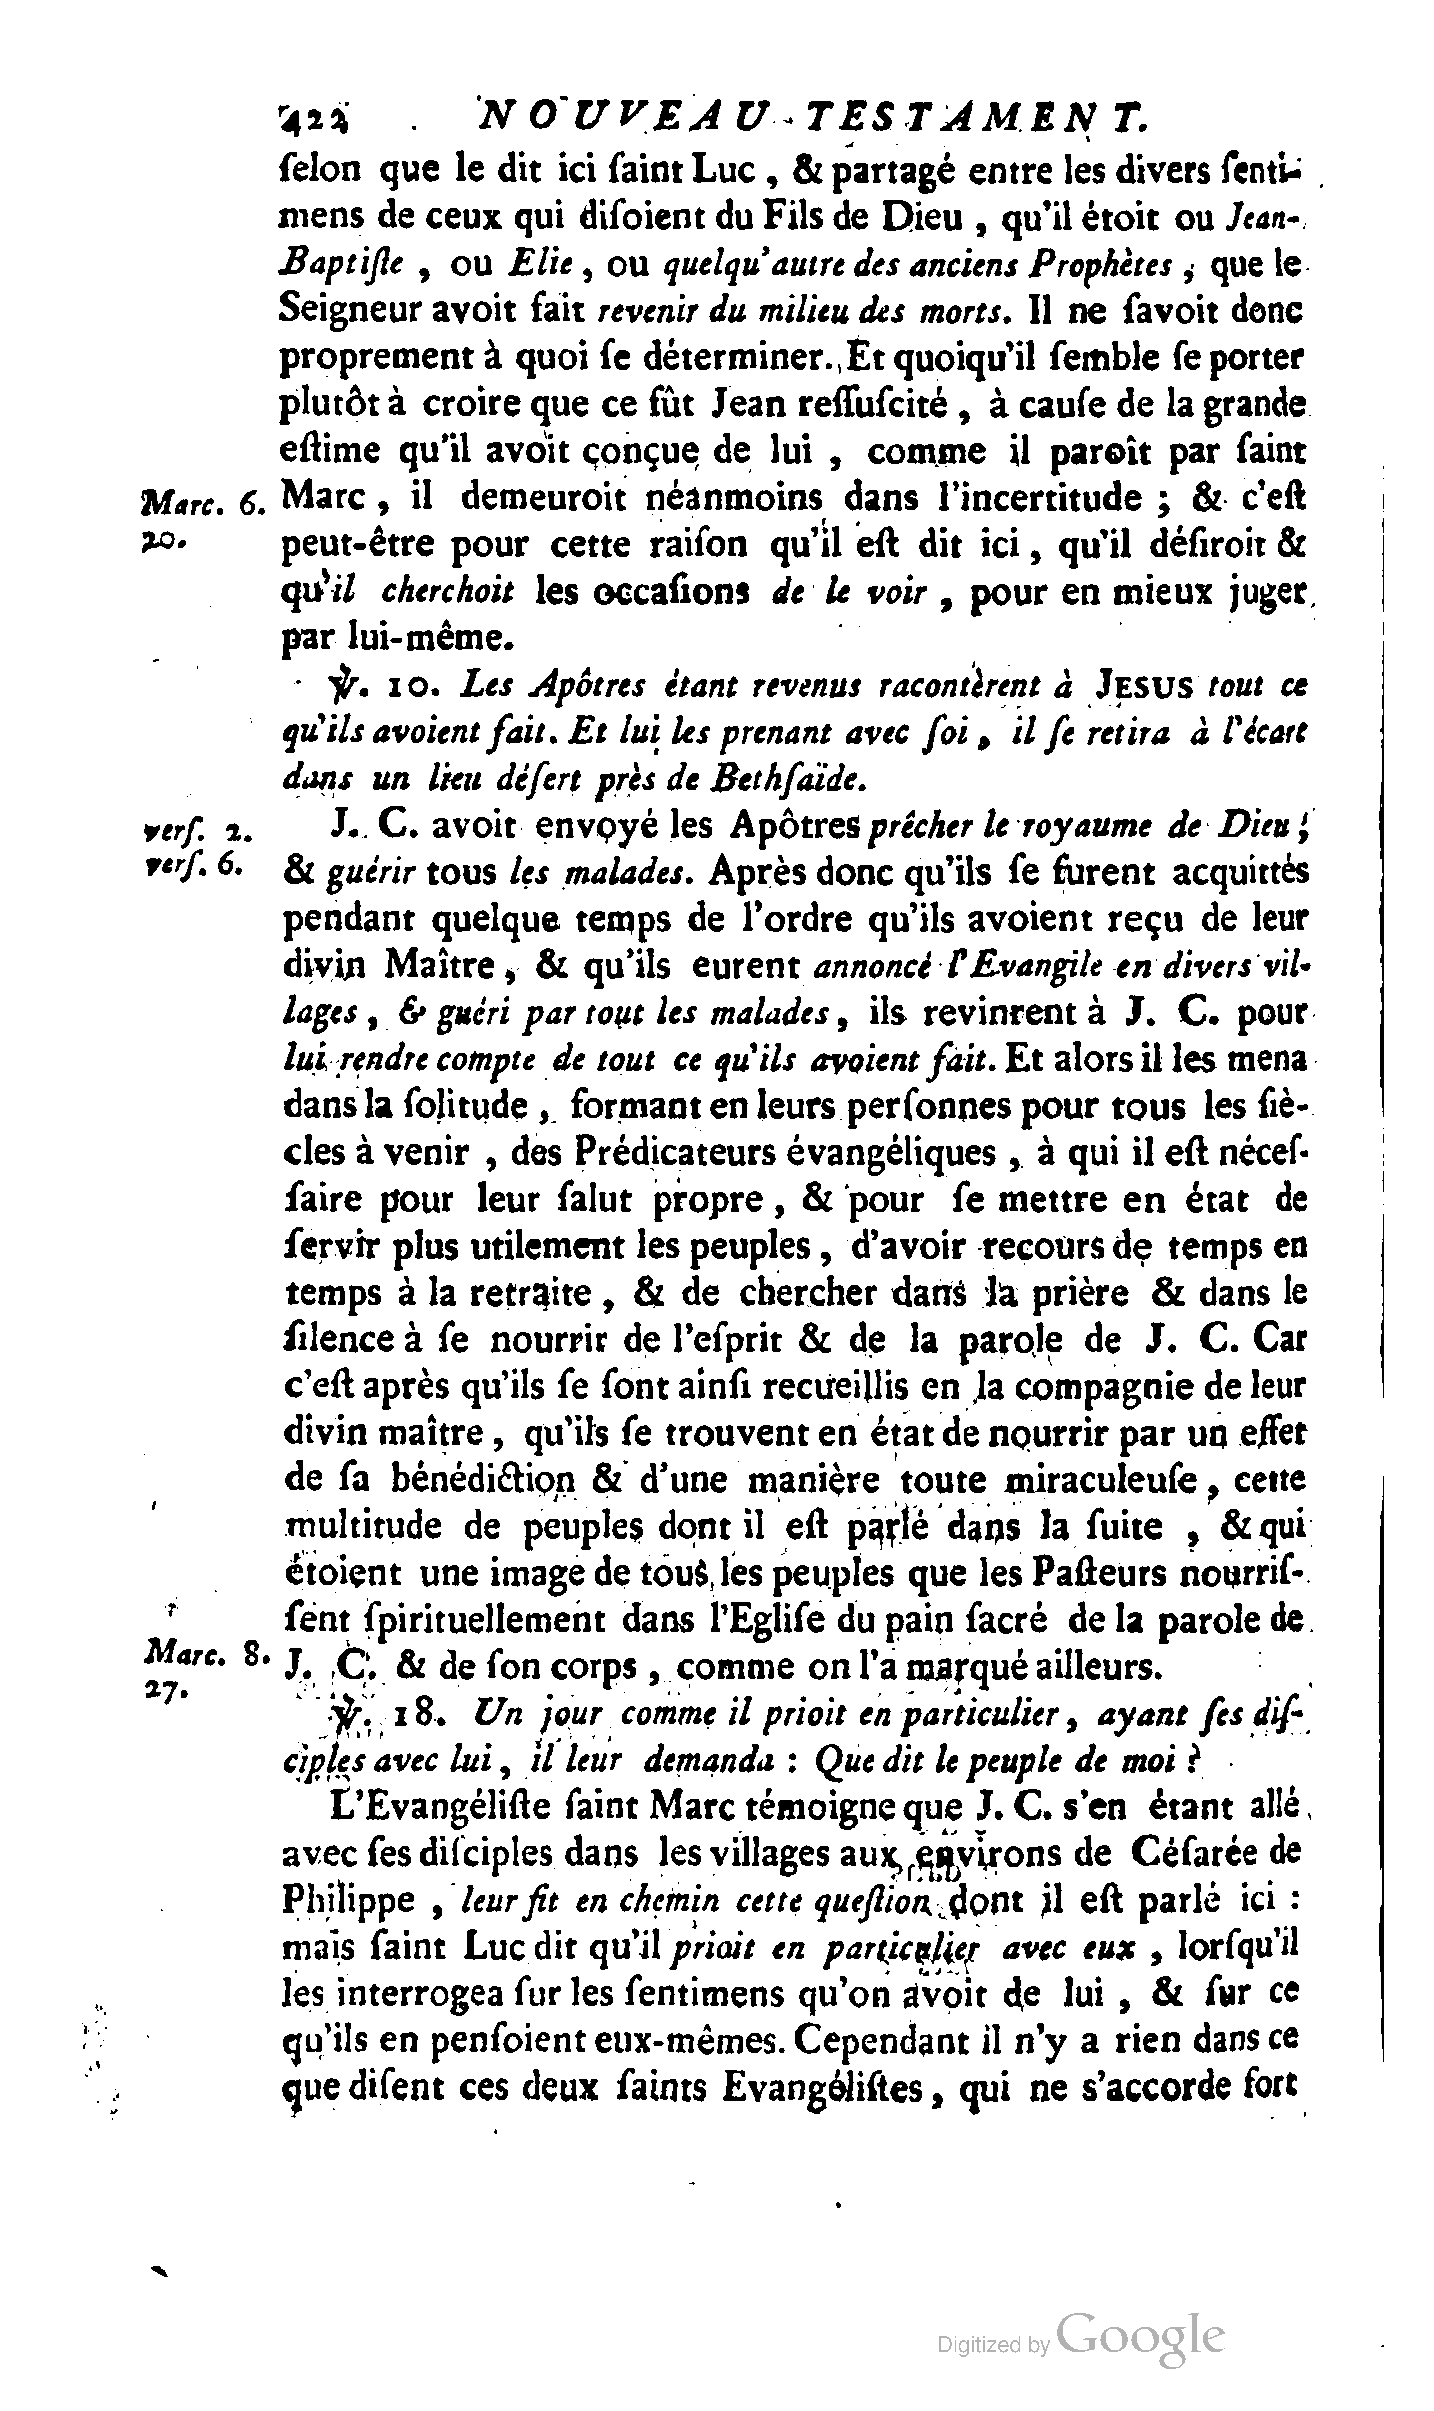 422 NOUVEAU TESTAMENT.
ſelon que le dit ici ſaint Luc, & partagé entre les divers ſenti-
mens de ceux qui diſoient du Fils de Dieu, qu'il étoit ou Jean-
Baptiſte, ou Elie, ou quelqu'autre des anciens Prophètes, que le
Seigneur avoit fait revenir du milieu des morts. Il ne ſavoit donc
proprement à quoi ſe déterminer. Et quoiqu'il ſemble ſe porter
plutôt à croire que ce fût Jean reſſuſcité, à cauſe de la grande
eſtime qu'il avoit conçue de lui, comme il paroît par ſaint
Marc. 6. Marc, il demeuroit néanmoins dans l'incertitude; & c'eſt
20. peut-être pour cette raiſon qu'il eſt dit ici, qu'il déſiroit &
qu'il cherchoit les occaſions de le voir, pour en mieux juger
par lui-même.
℣. 10. Les Apôtres étant revenus racontèrent à JESUS tout ce
qu'ils avoient fait. Et lui les prenant avec ſoi, il ſe retira à l'écart
dans un lieu déſert près de Bethſaïde.
verſ. 2. J. C. avoit envoyé les Apôtres prêcher le royaume de Dieu;
verſ. 6. & guérir tous les malades. Après donc qu'ils ſe furent acquittés
pendant quelque temps de l'ordre qu'ils avoient reçu de leur
divin Maître, & qu'ils eurent annoncé l'Evangile en divers vil-
lages, & guéri par tout les malades, ils revinrent à J. C. pour
lui rendre compte de tout ce qu'ils avoient fait. Et alors il les mena
dans la ſolitude, formant en leurs perſonnes pour tous les ſiè-
cles à venir, des Prédicateurs évangéliques, à qui il eſt néceſ-
ſaire pour leur ſalut propre, & pour ſe mettre en état de
ſervir plus utilement les peuples, d'avoir recours de temps en
temps à la retraite, & de chercher dans la prière & dans le
ſilence à ſe nourrir de l'eſprit & de la parole de J. C. Car
c'eſt après qu'ils ſe ſont ainſi recueillis en la compagnie de leur
divin maître, qu'ils ſe trouvent en état de nourrir par un effet
de ſa bénédiction & d'une manière toute miraculeuſe, cette
multitude de peuples dont il eſt parlé dans la ſuite, & qui
étoient une image de tous les peuples que les Paſteurs nourriſ-
ſent ſpirituellement dans l'Egliſe du pain ſacré de la parole de
Marc. 8. J. C. & de ſon corps, comme on l'a marqué ailleurs.
27.
℣. 18. Un jour comme il prioit en particulier, ayant ſes diſ-
ciples avec lui, il leur demanda : Que dit le peuple de moi?
L'Evangéliſte ſaint Marc témoigne que J. C. s'en étant allé
avec ſes diſciples dans les villages aux environs de Céſarée de
Philippe, leur fit en chemin cette queſtion dont il eſt parlé ici :
mais ſaint Luc dit qu'il prioit en particulier avec eux, lorſqu'il
les interrogea ſur les ſentimens qu'on avoit de lui, & ſur ce
qu'ils en penſoient eux-mêmes. Cependant il n'y a rien dans ce
que diſent ces deux ſaints Evangéliſtes, qui ne s'accorde fort
Digitized by Google